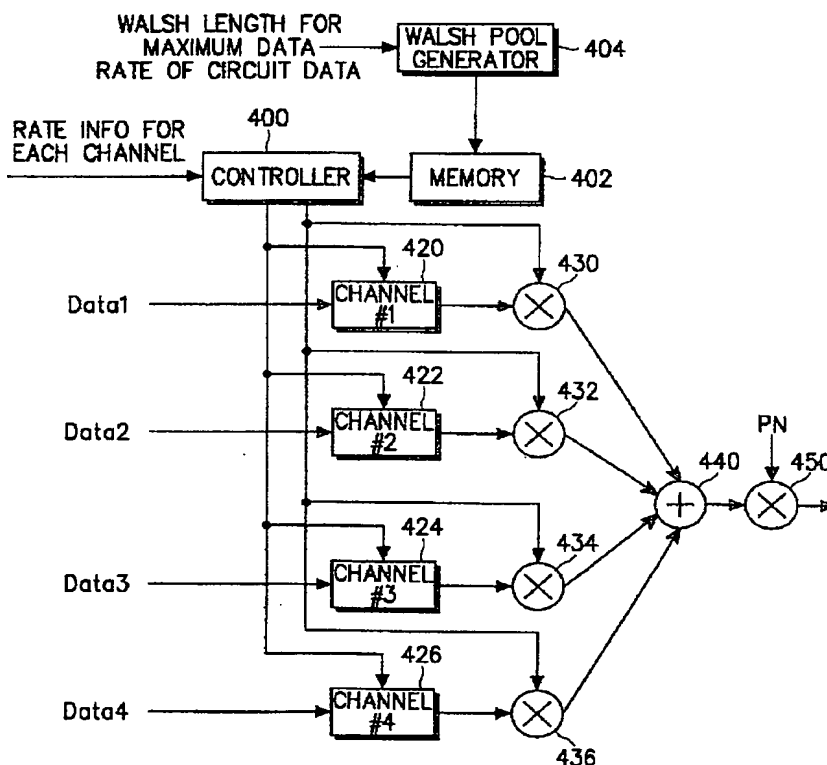 WALSH LENGTH FOR
MAXIMUM DATA
RATE OF CIRCUIT DATA
WALSH POOL
GENERATOR
404
RATE INFO FOR
EACH CHANNEL
400
CONTROLLER
MEMORY
402
420
430
Data1
CHANNEL
#1
422
432
Data2
CHANNEL
#2
PN
440
450
424
434
Data3
CHANNEL
#3
426
Data4
CHANNEL
#4
436